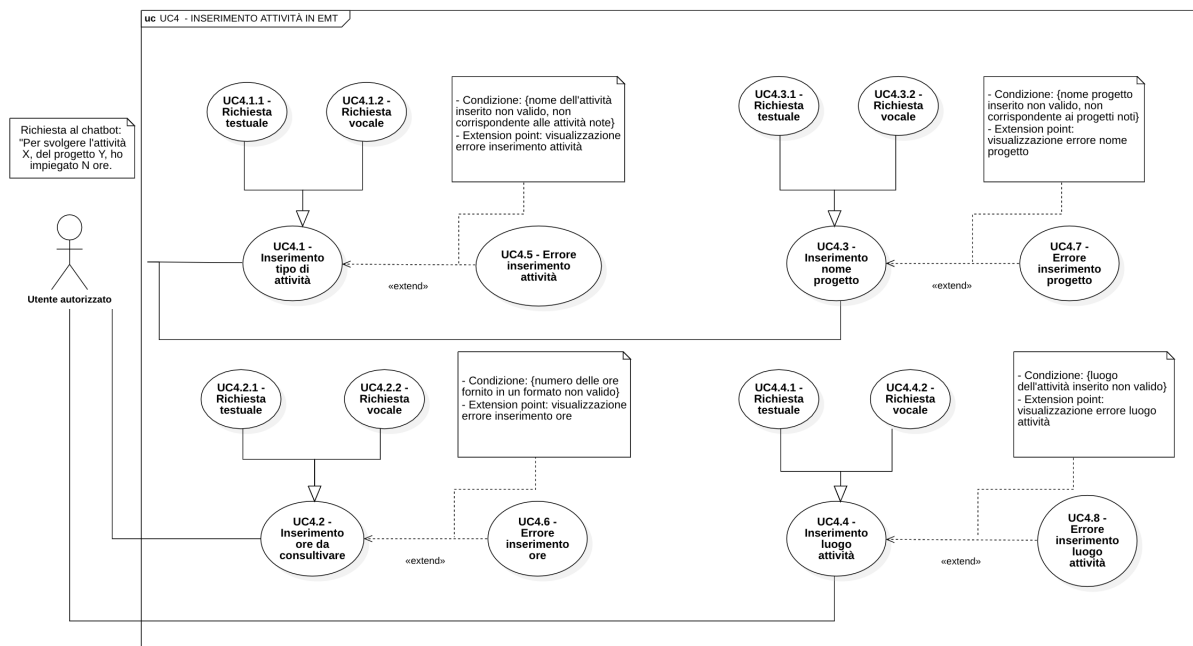 uc UC4 - INSERIMENTO ATTIVITÀ IN EMT
Richiesta al chatbot:
"Per svolgere l'attività
X, del progetto Y, ho
impiegato N ore.
Utente autorizzato
UC4.1.1 -
Richiesta
testuale
UC4.1.2 -
Richiesta
vocale
- Condizione: {nome dell'attività
inserito non valido, non
corrispondente alle attività note}
- Extension point: visualizzazione
errore inserimento attività
UC4.3.1 -
Richiesta
testuale
UC4.3.2 -
Richiesta
vocale
- Condizione: {nome progetto
inserito non valido, non
corrispondente ai progetti noti}
- Extension point:
visualizzazione errore nome
progetto
UC4.1 -
Inserimento
tipo di
attività
«extend»
UC4.5 - Errore
inserimento
attività
UC4.3 -
Inserimento
nome
progetto
«extend»
UC4.7 -
Errore
inserimento
progetto
UC4.2.1 -
Richiesta
testuale
UC4.2.2 -
Richiesta
vocale
- Condizione: {numero delle ore
fornito in un formato non valido}
- Extension point: visualizzazione
errore inserimento ore
UC4.4.1 -
Richiesta
testuale
UC4.4.2 -
Richiesta
vocale
- Condizione: {luogo
dell'attività inserito non valido}
- Extension point:
visualizzazione errore luogo
attività
UC4.2 -
Inserimento
ore da
consultivare
«extend»
UC4.6 -
Errore
inserimento
ore
UC4.4 -
Inserimento
luogo
attività
«extend»
UC4.8 -
Errore
inserimento
luogo
attività